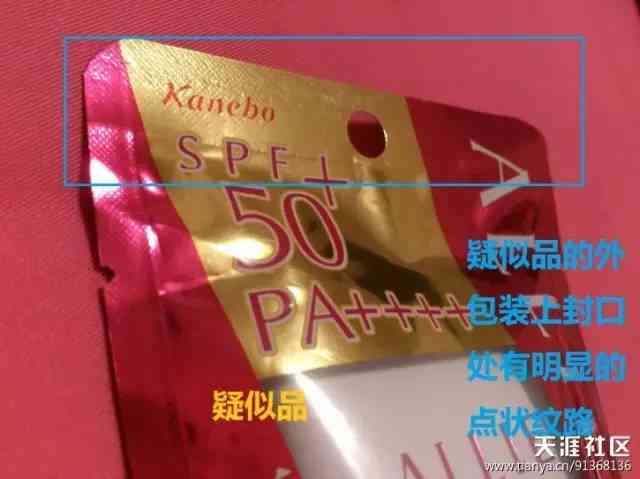 Kanebo
SPF
50+
PA++++
AL
疑似品的外
包装上封口
处有明显的
点状纹路
疑似品
天涯社区
www.tianya.cn/91368136